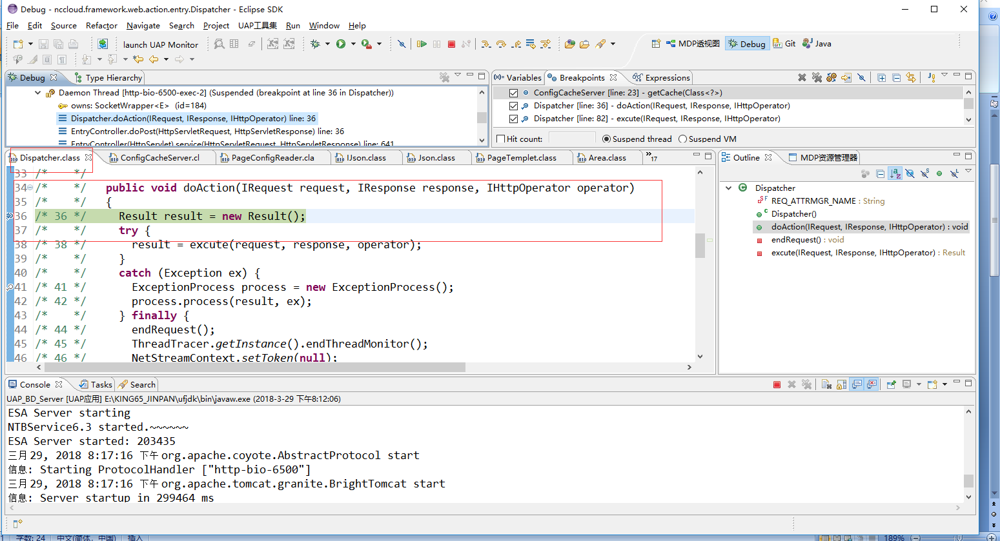 Debug - nccloud.framework.web.action.entry.Dispatcher - Eclipse SDK
File Edit Source Refactor Navigate Search Project UAP工具集 Run Window Help
launch UAP Monitor
MDP透视图 Debug Git Java
Debug Type Hierarchy
Daemon Thread [http-bio-6500-exec-2] (Suspended (breakpoint at line 36 in Dispatcher))
owns: SocketWrapper<E> (id=184)
Dispatcher.doAction(IRequest, IResponse, IHttpOperator) line: 36
EntryController.doPost(HttpServletRequest, HttpServletResponse) line: 36
EntryController(HttpServlet).service(HttpServletRequest, HttpServletResponse) line: 641
(x)= Variables Breakpoints Expressions
ConfigCacheServer [line: 23] - getCache(Class<?>)
Dispatcher [line: 36] - doAction(IRequest, IResponse, IHttpOperator)
Dispatcher [line: 82] - excute(IRequest, IResponse, IHttpOperator)
Hit count: Suspend thread Suspend VM
Dispatcher.class ConfigCacheServer.cl PageConfigReader.cla IJson.class Json.class PageTemplet.class Area.class »17
33 /* */
34 /* */ public void doAction(IRequest request, IResponse response, IHttpOperator operator)
35 /* */ {
36 /* 36 */ Result result = new Result();
37 /* */ try {
38 /* 38 */ result = excute(request, response, operator);
39 /* */ }
40 /* */ catch (Exception ex) {
41 /* 41 */ ExceptionProcess process = new ExceptionProcess();
42 /* 42 */ process.process(result, ex);
43 /* */ } finally {
44 /* 44 */ endRequest();
45 /* 45 */ ThreadTracer.getInstance().endThreadMonitor();
46 /* 46 */ NetStreamContext.setToken(null);
Outline MDP资源管理器
Dispatcher
REQ_ATTRMGR_NAME : String
Dispatcher()
doAction(IRequest, IResponse, IHttpOperator) : void
endRequest() : void
excute(IRequest, IResponse, IHttpOperator) : Result
Console Tasks Search
UAP_BD_Server [UAP应用] E:\KING65_JINPAN\ufjdk\bin\javaw.exe (2018-3-29 下午8:12:06)
ESA Server starting
NTBService6.3 started.~~~~~~
ESA Server started: 203435
三月 29, 2018 8:17:16 下午 org.apache.coyote.AbstractProtocol start
信息: Starting ProtocolHandler ["http-bio-6500"]
三月 29, 2018 8:17:16 下午 org.apache.tomcat.granite.BrightTomcat start
信息: Server startup in 299464 ms
字数: 24 中文(简体，中国) 插入 189%